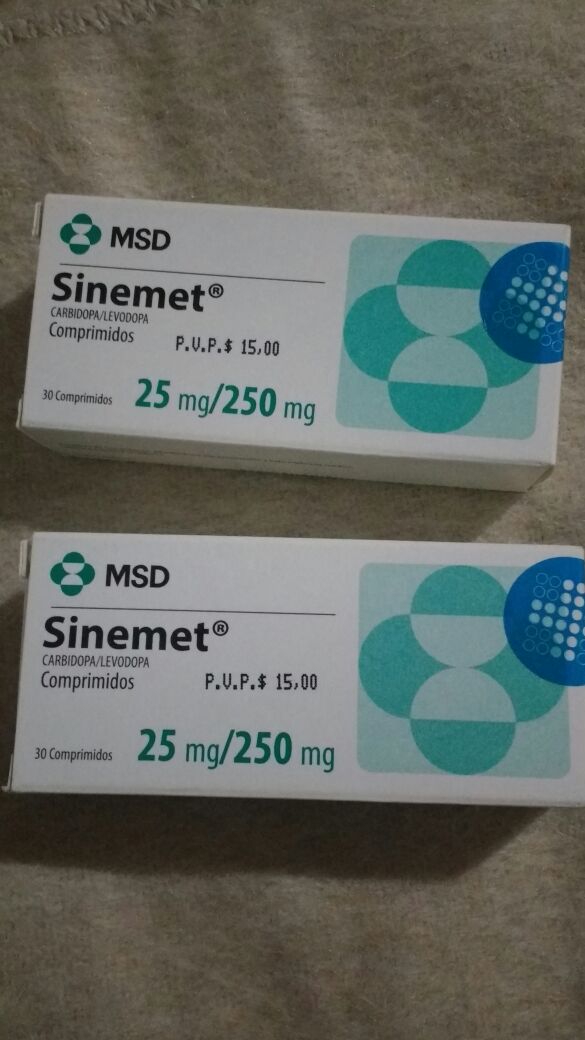 MSD
Sinemet®
CARBIDOPA/LEVODOPA
Comprimidos
P.V.P.$ 15,00
30 Comprimidos
25 mg/250 mg
MSD
Sinemet®
CARBIDOPA/LEVODOPA
Comprimidos
P.V.P.$ 15,00
30 Comprimidos
25 mg/250 mg